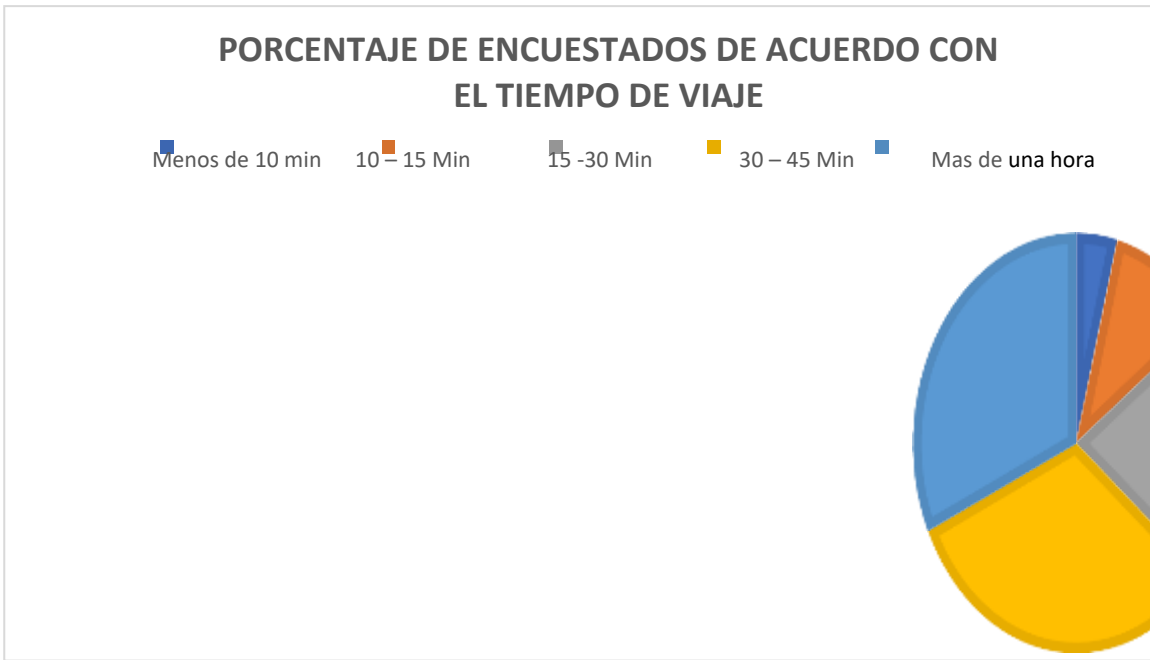 PORCENTAJE DE ENCUESTADOS DE ACUERDO CON
EL TIEMPO DE VIAJE
Menos de 10 min 10 – 15 Min 15 -30 Min 30 – 45 Min Mas de una hora